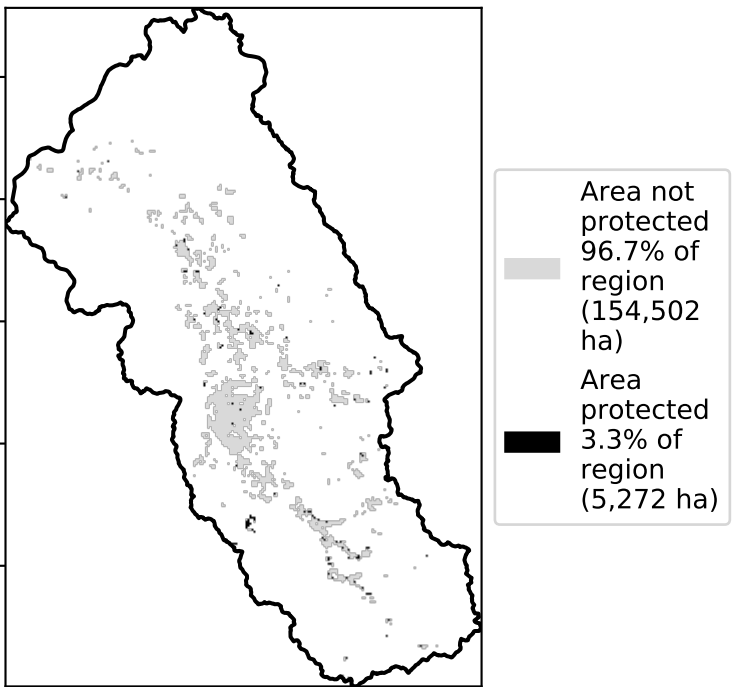 Area not
protected
96.7% of
region
(154,502
ha)
Area
protected
3.3% of
region
(5,272 ha)